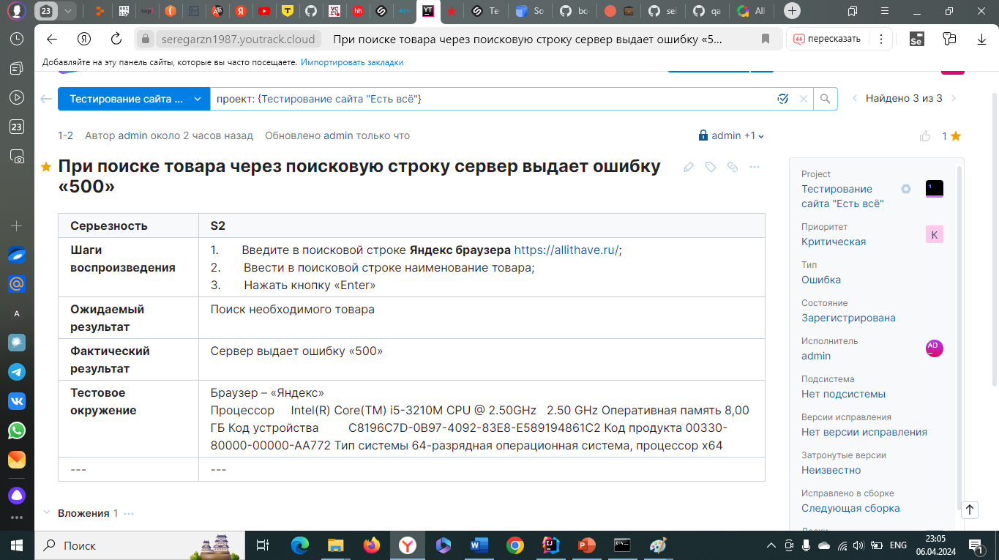 23
seregarzn1987.youtrack.cloud
При поиске товара через поисковую строку сервер выдает ошибку «5...
пересказать
Добавляйте на эту панель сайты, которые вы часто посещаете. Импортировать закладки
Тестирование сайта ...
проект: {Тестирование сайта "Есть всё"}
Найдено 3 из 3
1-2 Автор admin около 2 часов назад Обновлено admin только что
admin +1
1
При поиске товара через поисковую строку сервер выдает ошибку
«500»
Серьезность S2
Шаги
воспроизведения
1. Введите в поисковой строке Яндекс браузера https://allithave.ru/;
2. Ввести в поисковой строке наименование товара;
3. Нажать кнопку «Enter»
Ожидаемый
результат
Поиск необходимого товара
Фактический
результат
Сервер выдает ошибку «500»
Тестовое
окружение
Браузер – «Яндекс»
Процессор Intel(R) Core(TM) i5-3210M CPU @ 2.50GHz 2.50 GHz Оперативная память 8,00
ГБ Код устройства C8196C7D-0B97-4092-83E8-E589194861C2 Код продукта 00330-
80000-00000-AA772 Тип системы 64-разрядная операционная система, процессор x64
--- ---
Вложения 1
Project
Тестирование
сайта "Есть всё"
Приоритет
Критическая
К
Тип
Ошибка
Состояние
Зарегистрирована
Исполнитель
admin
AD
Подсистема
Нет подсистемы
Версии исправления
Нет версии исправления
Затронутые версии
Неизвестно
Исправлено в сборке
Следующая сборка
Поиск
ENG
23:05
06.04.2024